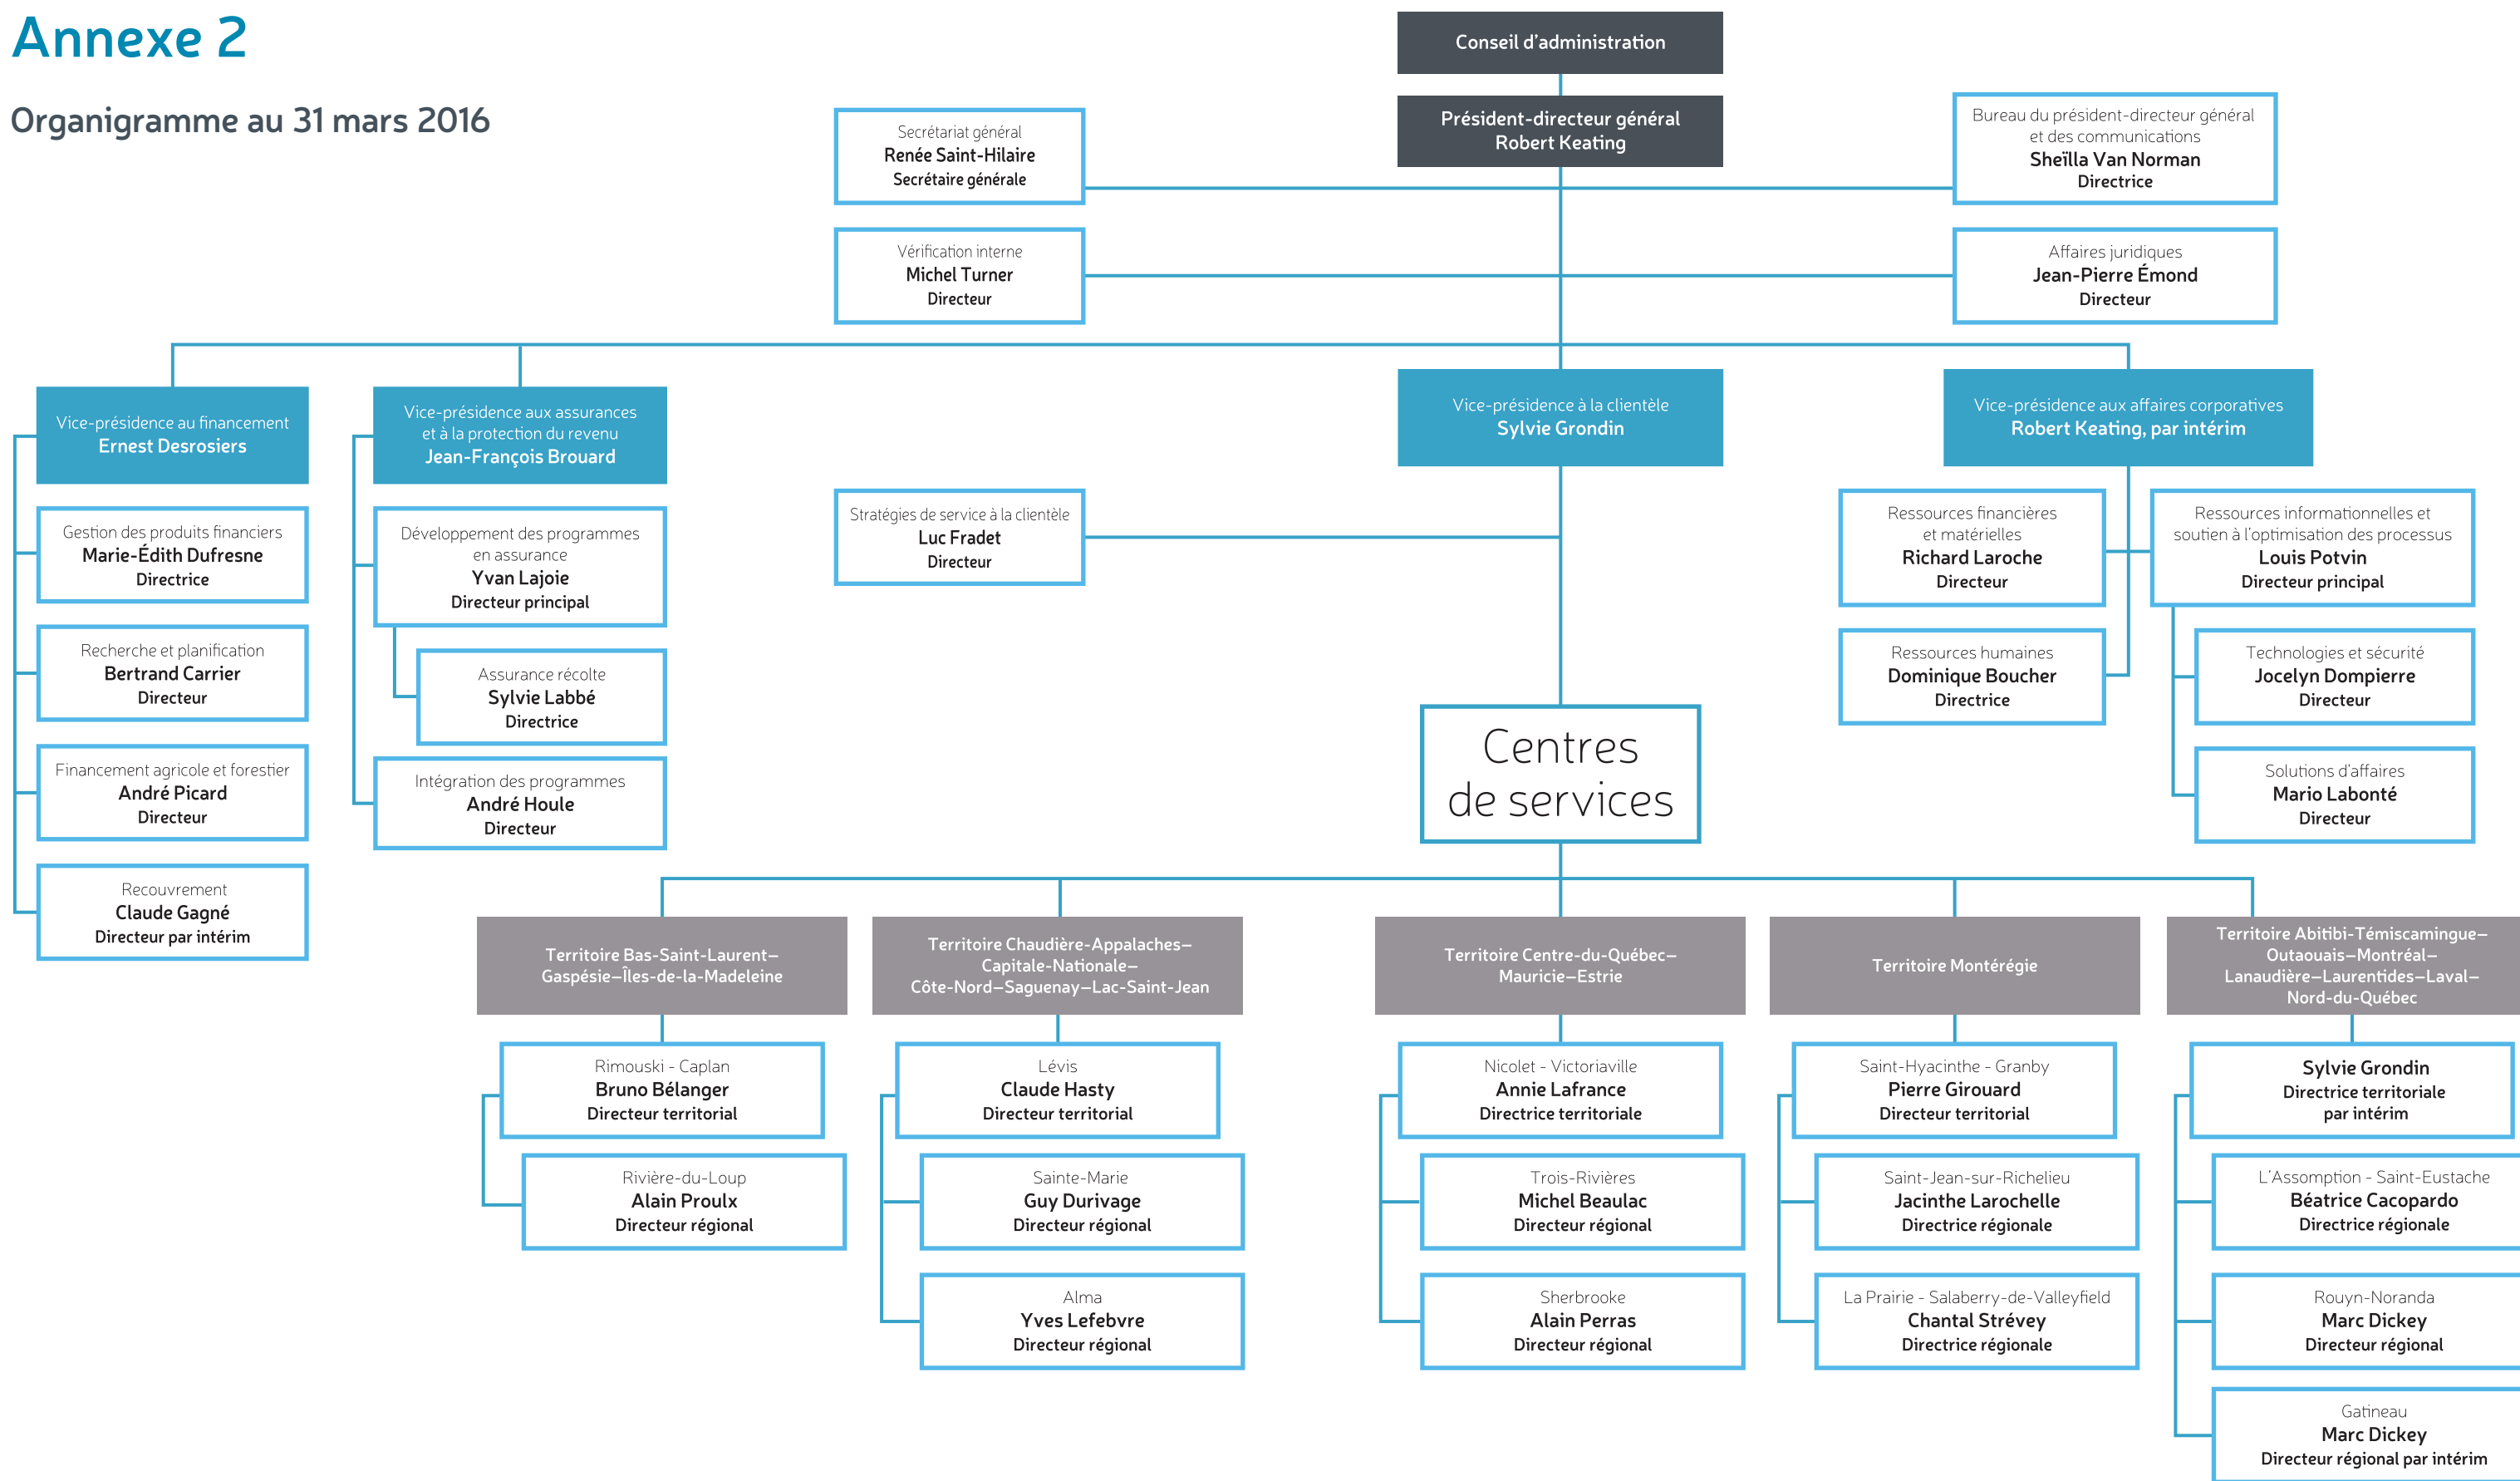 Annexe 2
Organigramme au 31 mars 2016
Conseil d'administration
Président-directeur général
Robert Keating
Secrétariat général
Renée Saint-Hilaire
Secrétaire générale
Bureau du président-directeur général
et des communications
Sheïlla Van Norman
Directrice
Vérification interne
Michel Turner
Directeur
Affaires juridiques
Jean-Pierre Émond
Directeur
Vice-présidence au financement
Ernest Desrosiers
Gestion des produits financiers
Marie-Édith Dufresne
Directrice
Recherche et planification
Bertrand Carrier
Directeur
Financement agricole et forestier
André Picard
Directeur
Recouvrement
Claude Gagné
Directeur par intérim
Vice-présidence aux assurances
et à la protection du revenu
Jean-François Brouard
Développement des programmes
en assurance
Yvan Lajoie
Directeur principal
Assurance récolte
Sylvie Labbé
Directrice
Intégration des programmes
André Houle
Directeur
Vice-présidence à la clientèle
Sylvie Grondin
Stratégies de service à la clientèle
Luc Fradet
Directeur
Vice-présidence aux affaires corporatives
Robert Keating, par intérim
Ressources financières
et matérielles
Richard Laroche
Directeur
Ressources humaines
Dominique Boucher
Directrice
Ressources informationnelles et
soutien à l'optimisation des processus
Louis Potvin
Directeur principal
Technologies et sécurité
Jocelyn Dompierre
Directeur
Solutions d'affaires
Mario Labonté
Directeur
Centres
de services
Territoire Bas-Saint-Laurent–
Gaspésie–Îles-de-la-Madeleine
Rimouski - Caplan
Bruno Bélanger
Directeur territorial
Rivière-du-Loup
Alain Proulx
Directeur régional
Territoire Chaudière-Appalaches–
Capitale-Nationale–
Côte-Nord–Saguenay–Lac-Saint-Jean
Lévis
Claude Hasty
Directeur territorial
Sainte-Marie
Guy Durivage
Directeur régional
Alma
Yves Lefebvre
Directeur régional
Territoire Centre-du-Québec–
Mauricie–Estrie
Nicolet - Victoriaville
Annie Lafrance
Directrice territoriale
Trois-Rivières
Michel Beaulac
Directeur régional
Sherbrooke
Alain Perras
Directeur régional
Territoire Montérégie
Saint-Hyacinthe - Granby
Pierre Girouard
Directeur territorial
Saint-Jean-sur-Richelieu
Jacinthe Larochelle
Directrice régionale
La Prairie - Salaberry-de-Valleyfield
Chantal Strévey
Directrice régionale
Territoire Abitibi-Témiscamingue–
Outaouais–Montréal–
Lanaudière–Laurentides–Laval–
Nord-du-Québec
Sylvie Grondin
Directrice territoriale
par intérim
L'Assomption - Saint-Eustache
Béatrice Cacopardo
Directrice régionale
Rouyn-Noranda
Marc Dickey
Directeur régional
Gatineau
Marc Dickey
Directeur régional par intérim